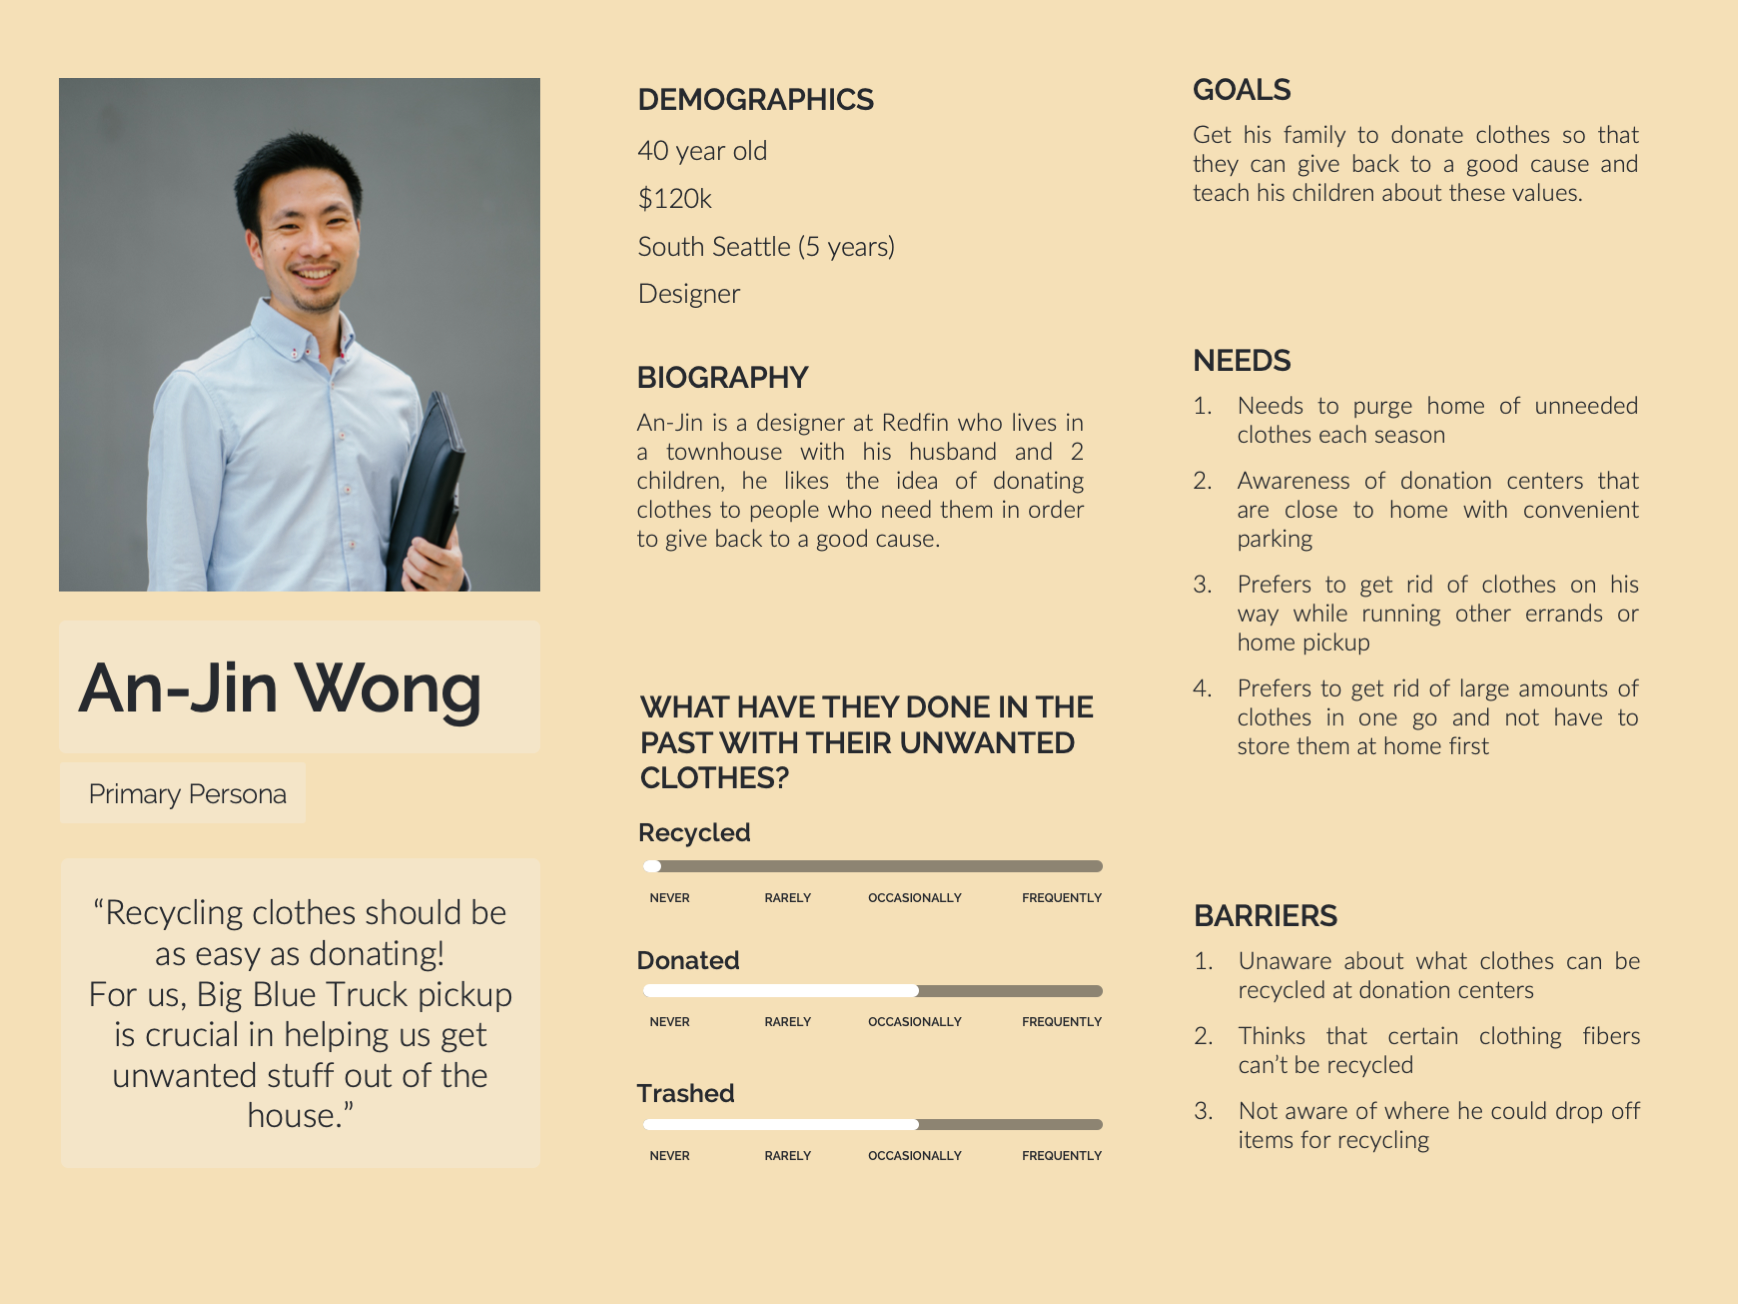 An-Jin Wong
Primary Persona
“Recycling clothes should be
as easy as donating!
For us, Big Blue Truck pickup
is crucial in helping us get
unwanted stuff out of the
house.”
DEMOGRAPHICS
40 year old
$120k
South Seattle (5 years)
Designer
BIOGRAPHY
An-Jin is a designer at Redfin who lives in
a townhouse with his husband and 2
children, he likes the idea of donating
clothes to people who need them in order
to give back to a good cause.
WHAT HAVE THEY DONE IN THE
PAST WITH THEIR UNWANTED
CLOTHES?
Recycled
NEVER RARELY OCCASIONALLY FREQUENTLY
Donated
NEVER RARELY OCCASIONALLY FREQUENTLY
Trashed
NEVER RARELY OCCASIONALLY FREQUENTLY
GOALS
Get his family to donate clothes so that
they can give back to a good cause and
teach his children about these values.
NEEDS
1. Needs to purge home of unneeded
clothes each season
2. Awareness of donation centers that
are close to home with convenient
parking
3. Prefers to get rid of clothes on his
way while running other errands or
home pickup
4. Prefers to get rid of large amounts of
clothes in one go and not have to
store them at home first
BARRIERS
1. Unaware about what clothes can be
recycled at donation centers
2. Thinks that certain clothing fibers
can’t be recycled
3. Not aware of where he could drop off
items for recycling